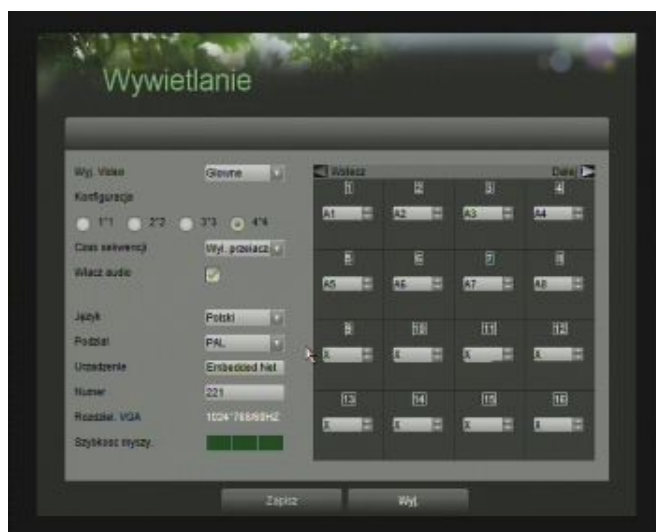 Wywietlanie
Wyj. Video
Glowne
Konfiguracja
1*1
2*2
3*3
4*4
Czas sekwencji
Wyl. przelacz
Wlacz audio
Jezyk
Polski
Podzial
PAL
Urzadzenie
Embedded Net
Numer
221
Rozdziel. VGA
1024*768/60HZ
Szybkosc myszy.
Wstecz
Dalej
1
2
3
4
A1
A2
A3
A4
5
6
7
8
A5
A6
A7
A8
9
10
11
12
X
X
X
X
13
14
15
16
X
X
X
X
Zapisz
Wyj.